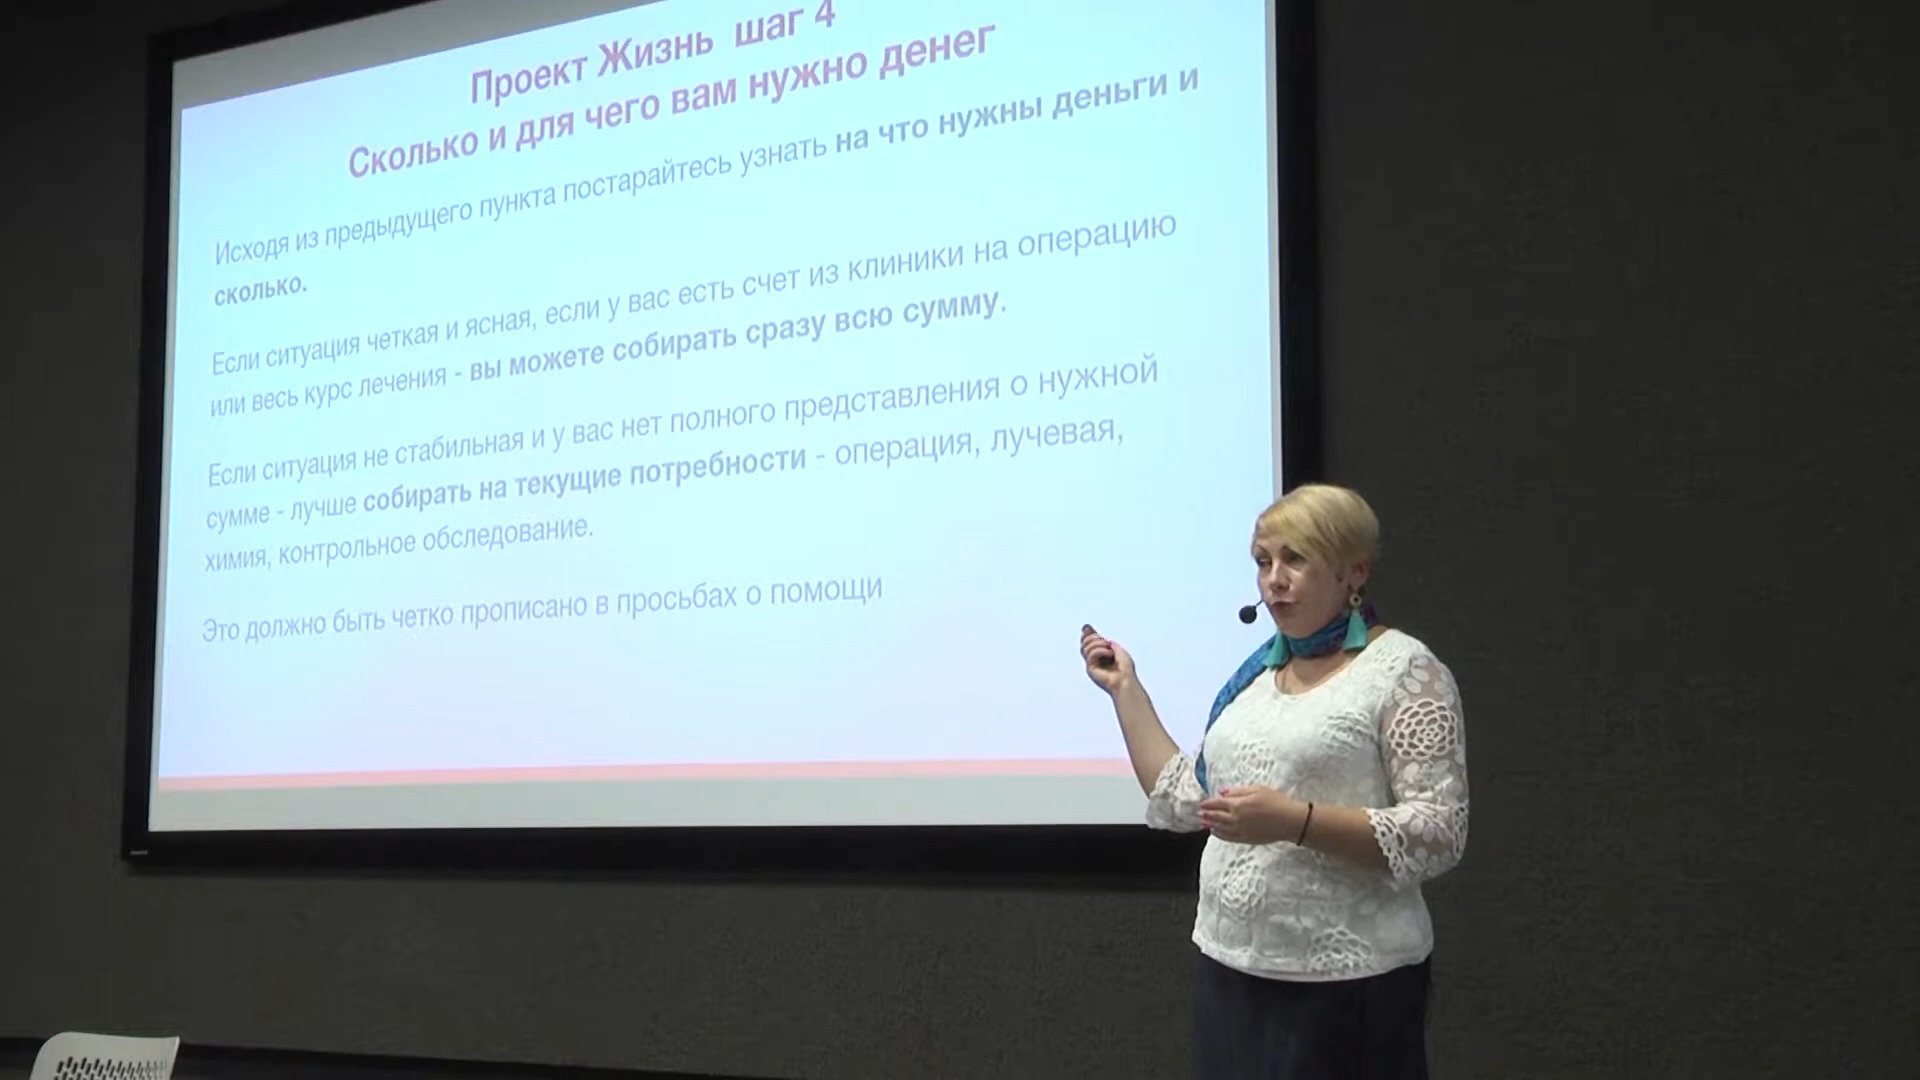 Проект Жизнь шаг 4
Сколько и для чего вам нужно денег
Исходя из предыдущего пункта постарайтесь узнать на что нужны деньги и
сколько.
Если ситуация четкая и ясная, если у вас есть счет из клиники на операцию
или весь курс лечения - вы можете собирать сразу всю сумму.
Если ситуация не стабильная и у вас нет полного представления о нужной
сумме - лучше собирать на текущие потребности - операция, лучевая,
химия, контрольное обследование.
Это должно быть четко прописано в просьбах о помощи